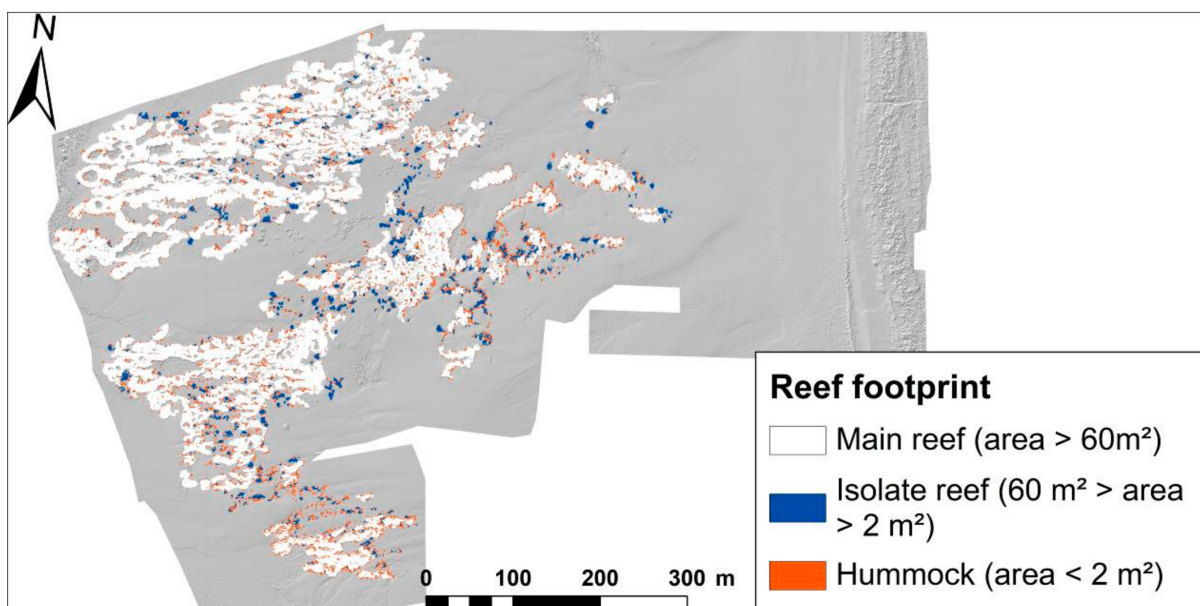 N
Reef footprint
Main reef (area > 60m²)
Isolate reef (60 m² > area
> 2 m²)
Hummock (area < 2 m²)
0 100 200 300 m